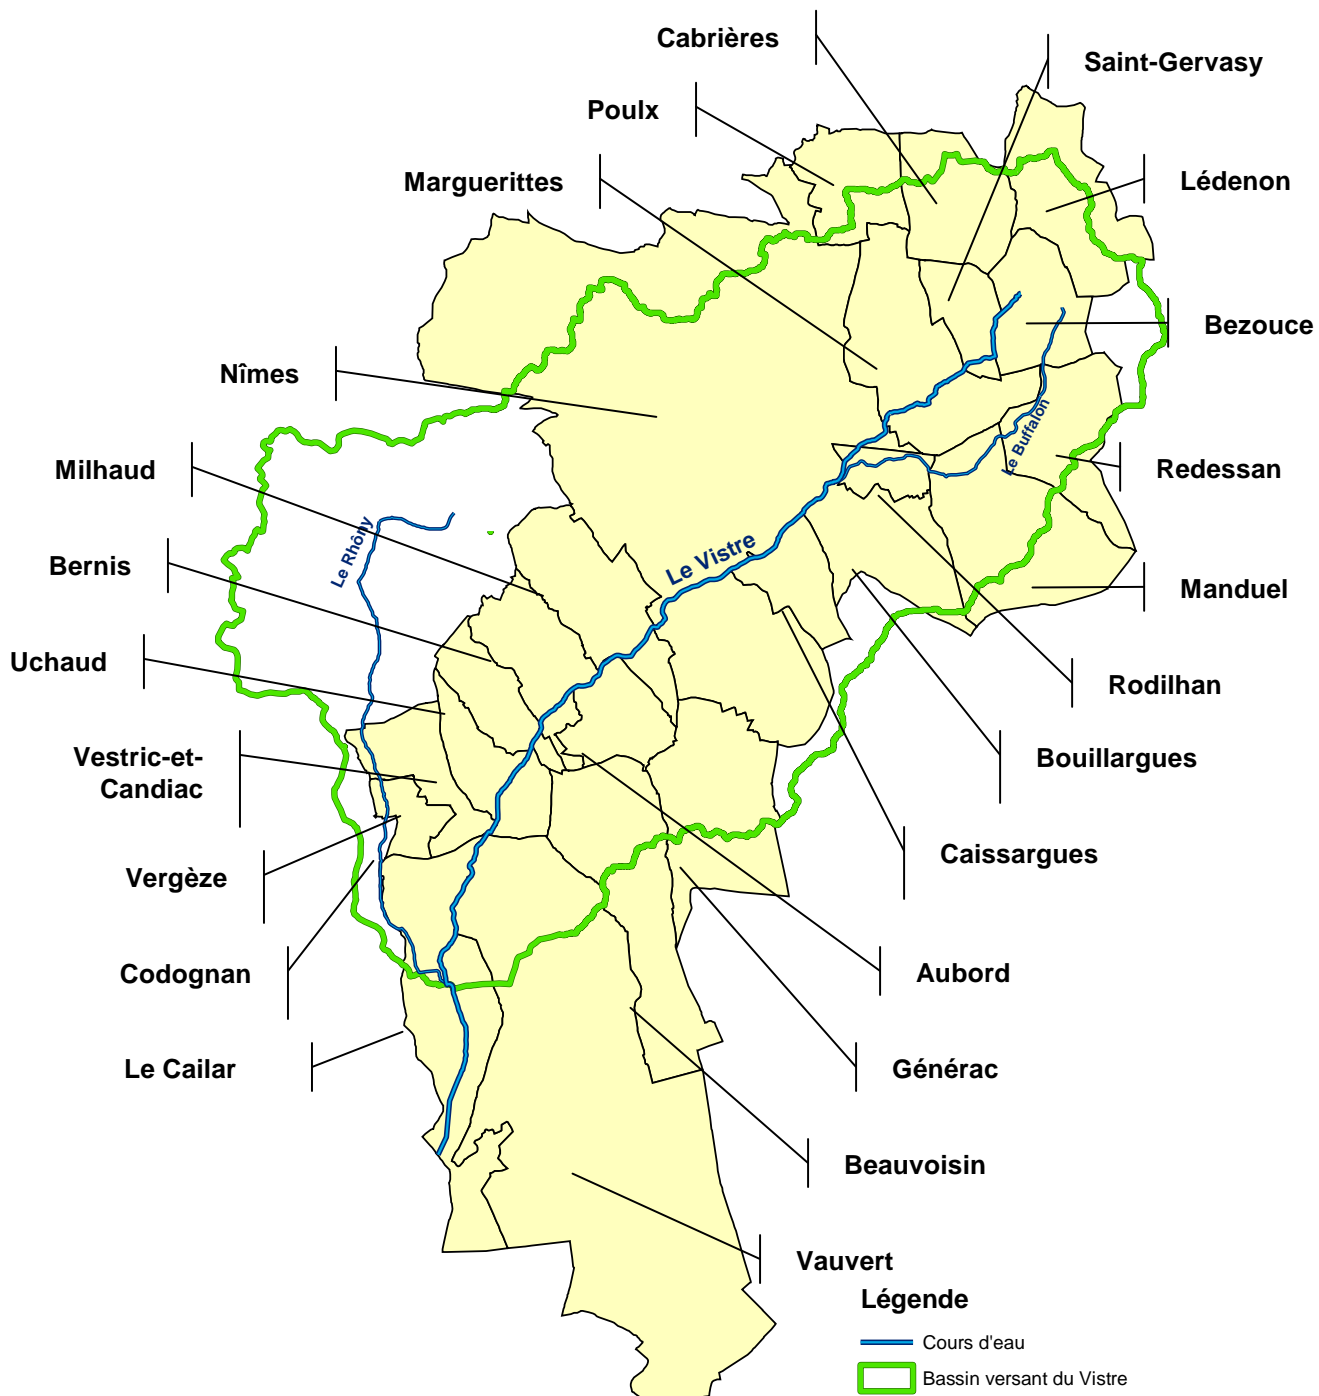 Cabrières
Saint-Gervasy
Poulx
Marguerittes
Lédenon
Bezouce
Nîmes
Le Buffalon
Milhaud
Redessan
Le Rhôny
Le Vistre
Bernis
Manduel
Uchaud
Rodilhan
Vestric-et-
Candiac
Bouillargues
Caissargues
Vergèze
Codognan
Aubord
Le Cailar
Générac
Beauvoisin
Vauvert
Légende
Cours d'eau
Bassin versant du Vistre